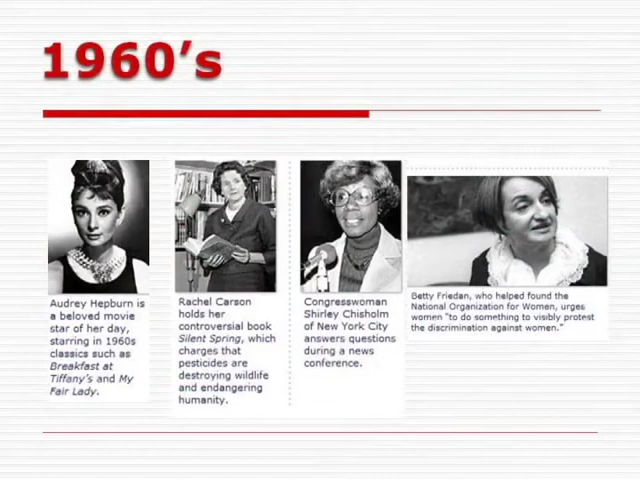 1960's
Audrey Hepburn is
a beloved movie
star of her day,
starring in 1960s
classics such as
Breakfast at
Tiffany's and My
Fair Lady.
Rachel Carson
holds her
controversial book
Silent Spring, which
charges that
pesticides are
destroying wildlife
and endangering
humanity.
Congresswoman
Shirley Chisholm
of New York City
answers questions
during a news
conference.
Betty Friedan, who helped found the
National Organization for Women, urges
women "to do something to visibly protest
the discrimination against women."